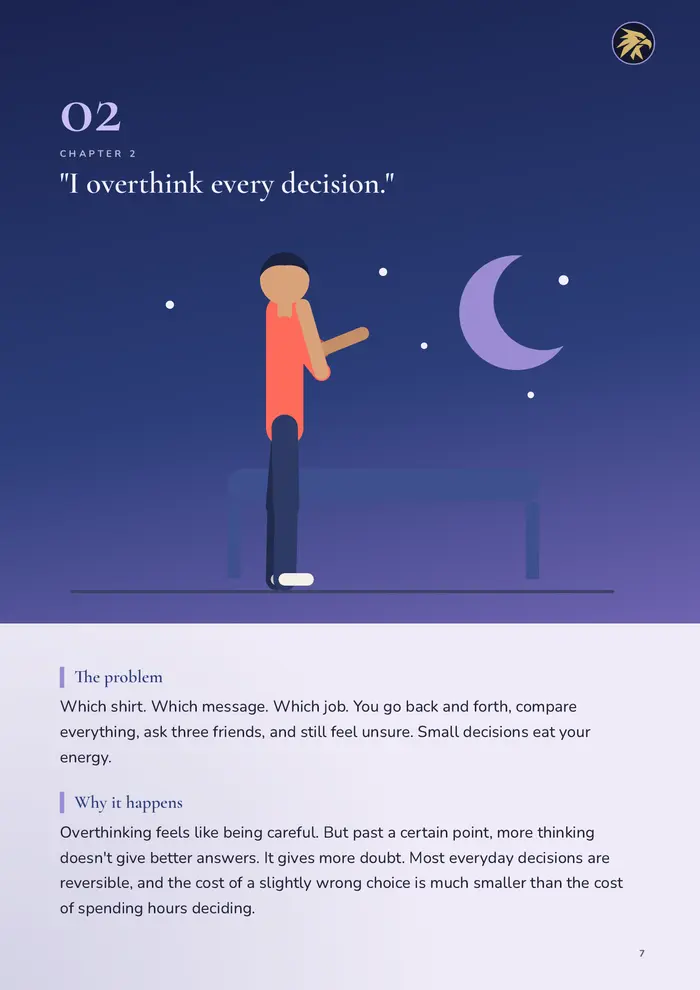 02
CHAPTER 2
"I overthink every decision."
The problem
Which shirt. Which message. Which job. You go back and forth, compare
everything, ask three friends, and still feel unsure. Small decisions eat your
energy.
Why it happens
Overthinking feels like being careful. But past a certain point, more thinking
doesn't give better answers. It gives more doubt. Most everyday decisions are
reversible, and the cost of a slightly wrong choice is much smaller than the cost
of spending hours deciding.
7